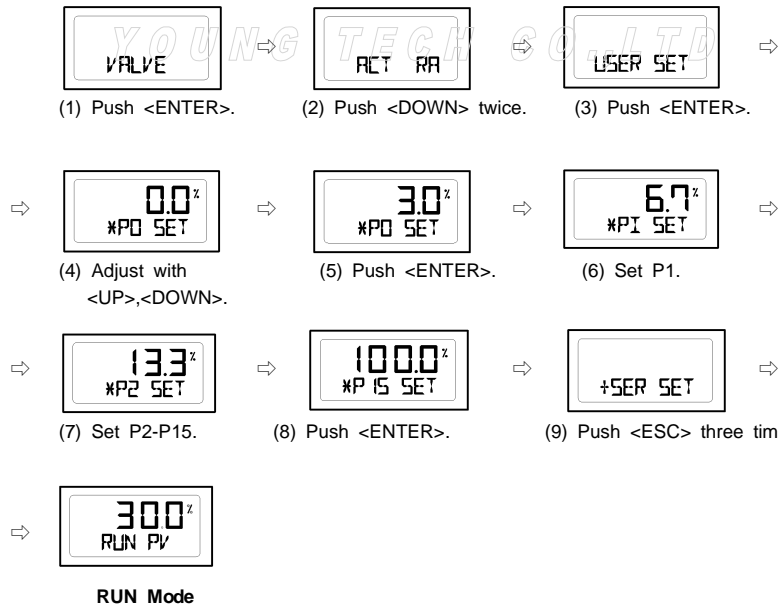 YOUNG TECH CO.,LTD
VALVE
ACT RA
USER SET
(1) Push <ENTER>.
(2) Push <DOWN> twice.
(3) Push <ENTER>.
0.0%
*P0 SET
3.0%
*P0 SET
6.7%
*P1 SET
(4) Adjust with
<UP>,<DOWN>.
(5) Push <ENTER>.
(6) Set P1.
13.3%
*P2 SET
100.0%
*P15 SET
+SER SET
(7) Set P2-P15.
(8) Push <ENTER>.
(9) Push <ESC> three tim
30.0%
RUN PV
RUN Mode